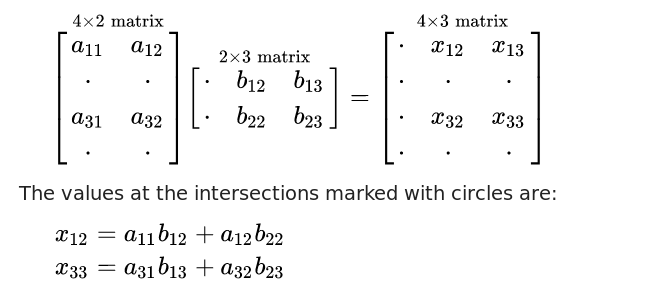 4×2 matrix 2×3 matrix 4×3 matrix
[a₁₁ a₁₂; · ·; a₃₁ a₃₂; · ·] [· b₁₂ b₁₃; · b₂₂ b₂₃] = [· x₁₂ x₁₃; · · ·; · x₃₂ x₃₃; · · ·]
The values at the intersections marked with circles are:
x₁₂ = a₁₁b₁₂ + a₁₂b₂₂
x₃₃ = a₃₁b₁₃ + a₃₂b₂₃